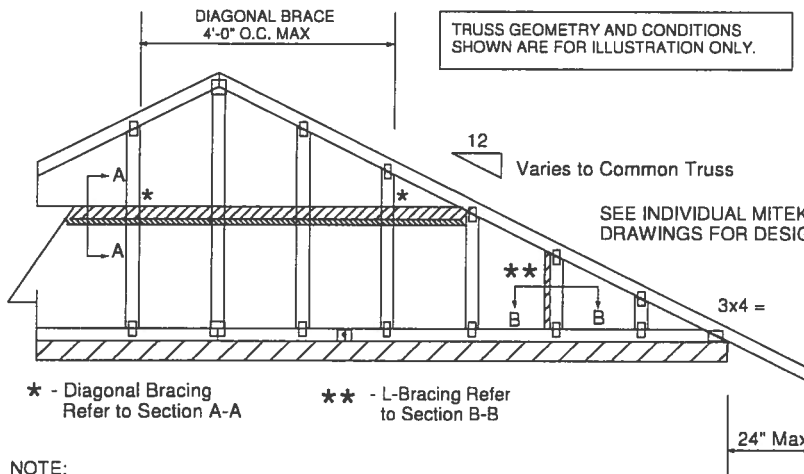 DIAGONAL BRACE
4'-0" O.C. MAX
TRUSS GEOMETRY AND CONDITIONS
SHOWN ARE FOR ILLUSTRATION ONLY.
12
Varies to Common Truss
A
*
*
SEE INDIVIDUAL MITEK
DRAWINGS FOR DESIG
A
**
B
B
3x4 =
* - Diagonal Bracing
Refer to Section A-A
** - L-Bracing Refer
to Section B-B
24" Max
NOTE: